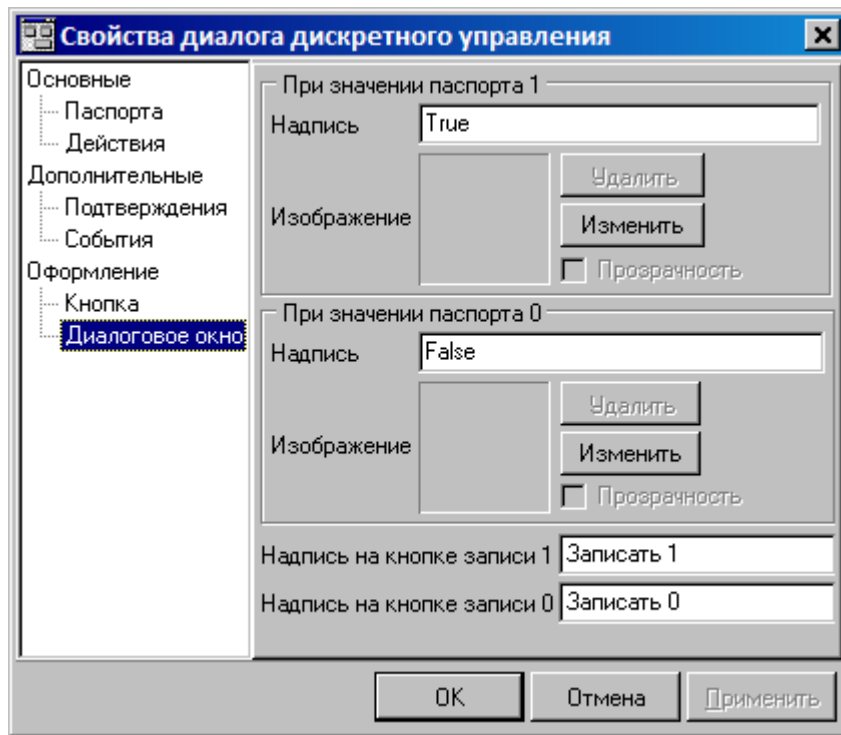 Свойства диалога дискретного управления
Основные
Паспорта
Действия
Дополнительные
Подтверждения
События
Оформление
Кнопка
Диалоговое окно
При значении паспорта 1
Надпись True
Удалить
Изображение Изменить
Прозрачность
При значении паспорта 0
Надпись False
Удалить
Изображение Изменить
Прозрачность
Надпись на кнопке записи 1 Записать 1
Надпись на кнопке записи 0 Записать 0
OK Отмена Применить